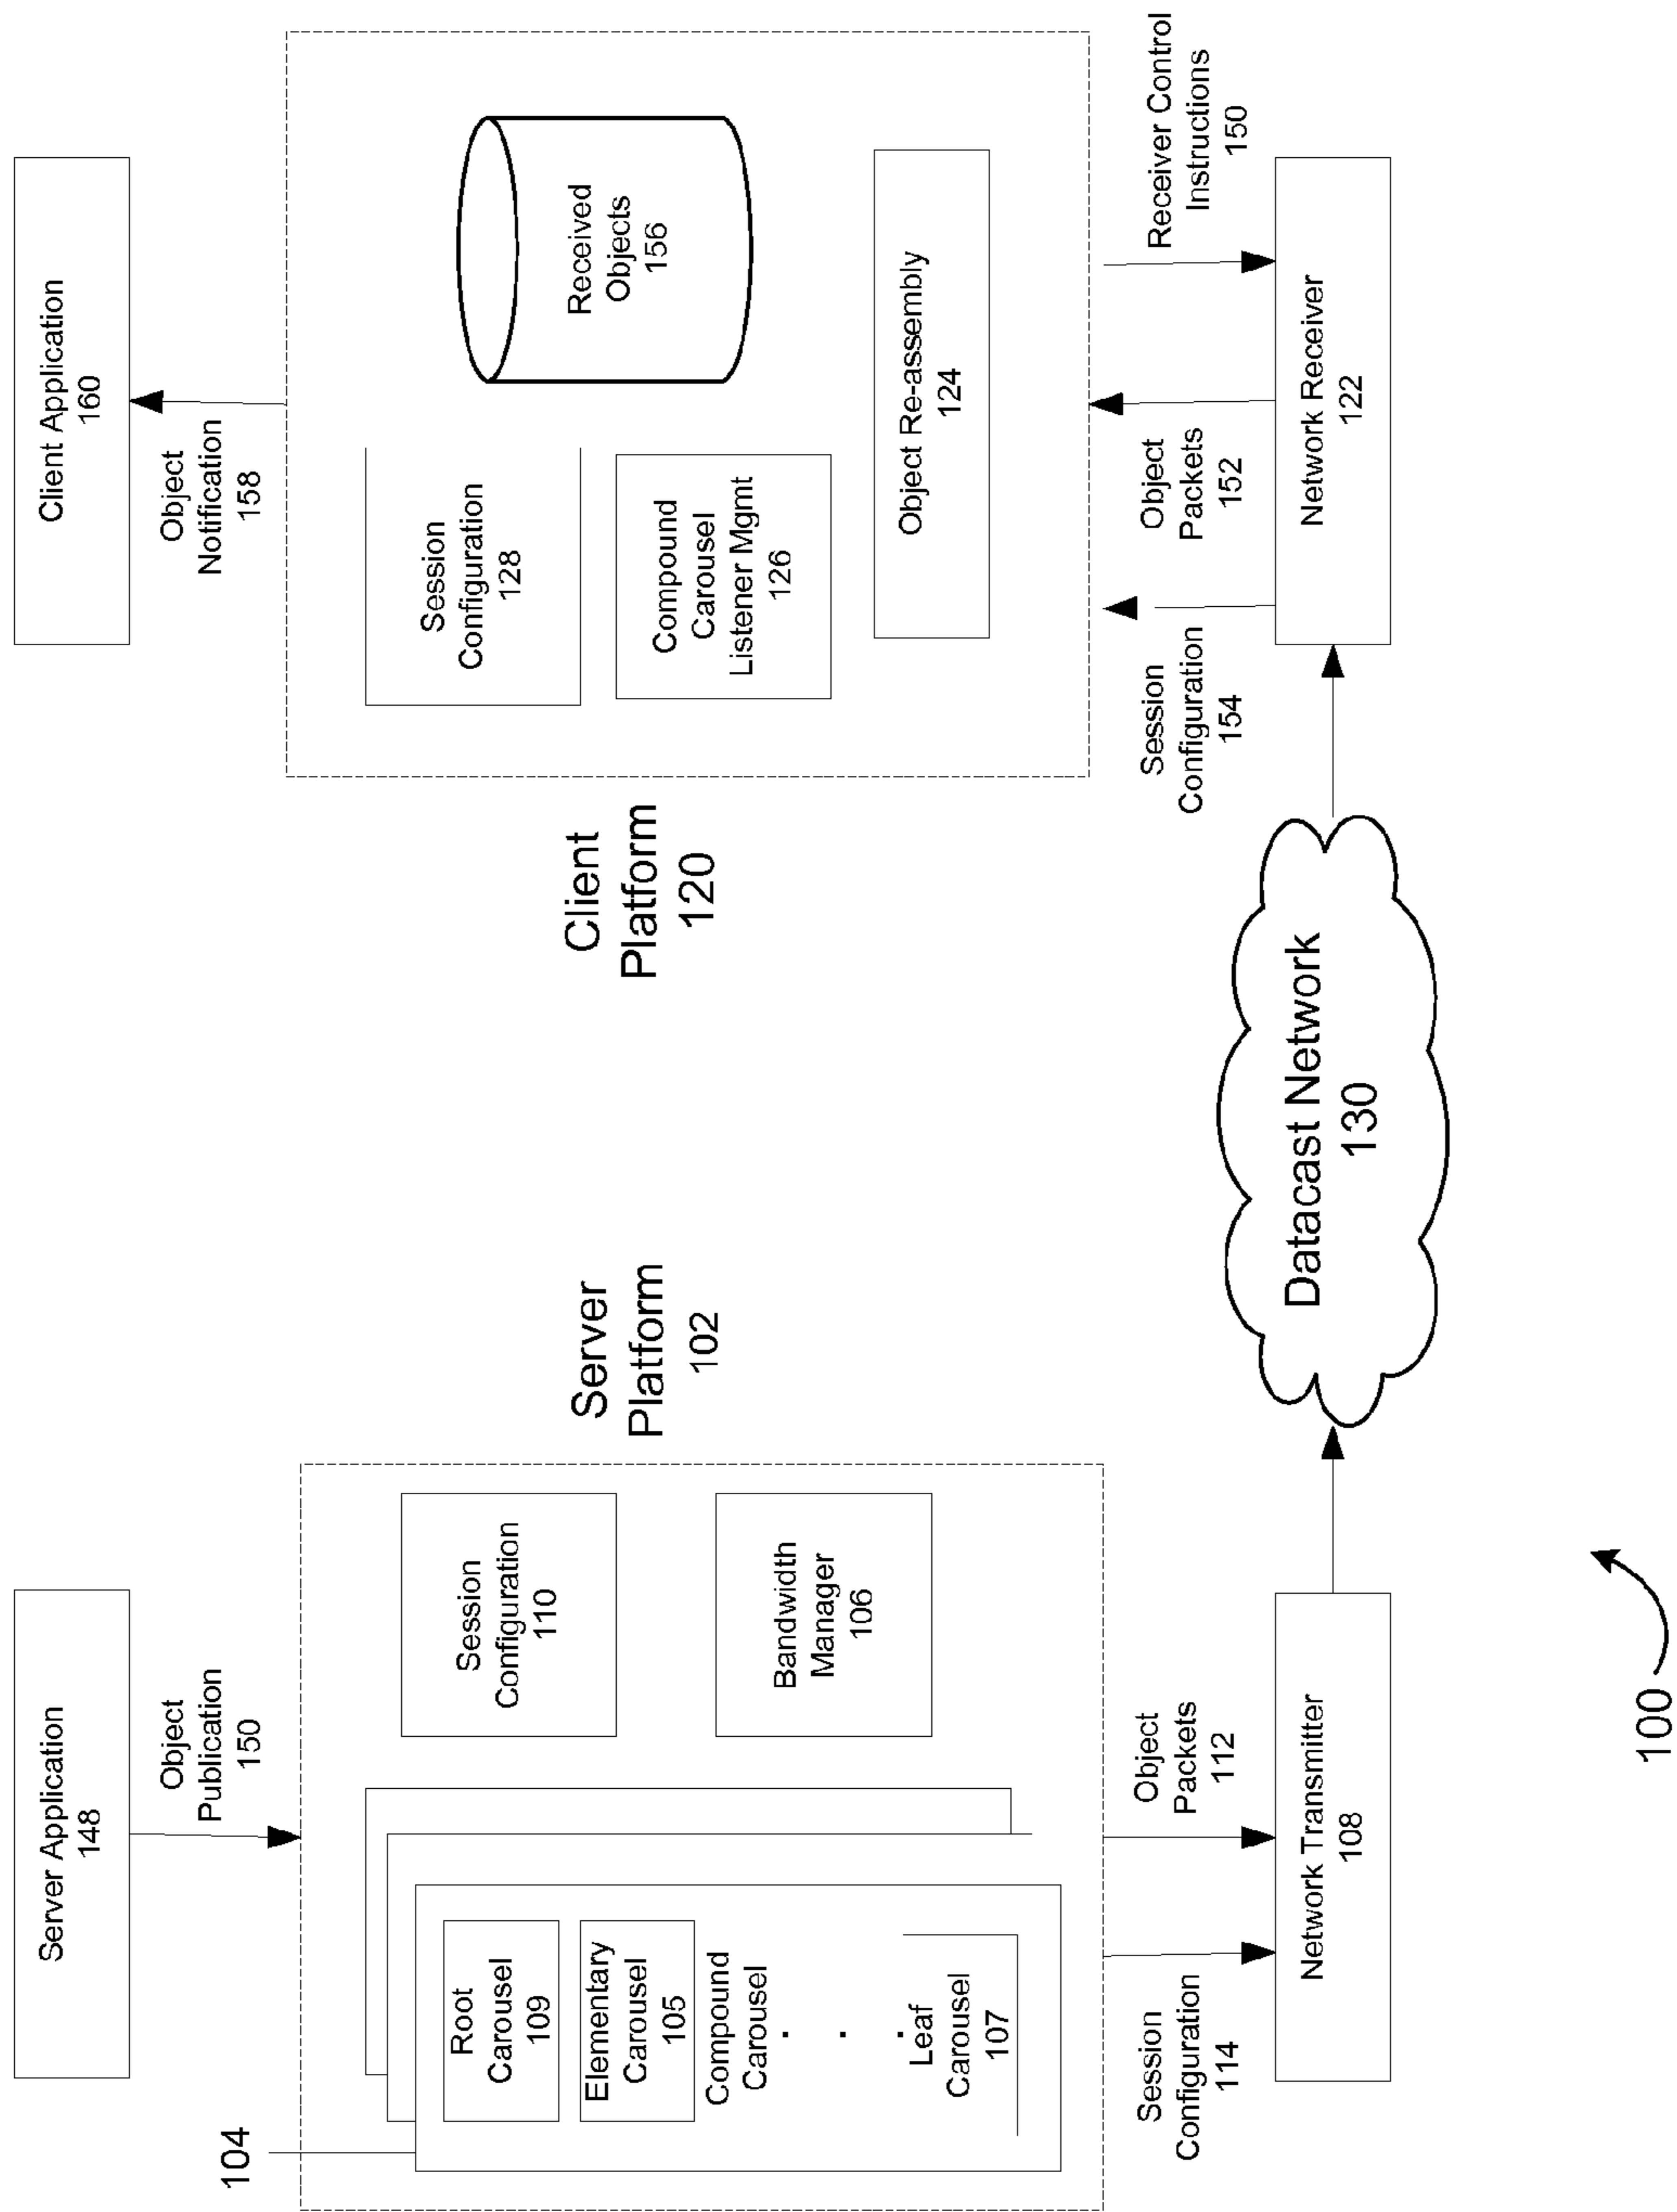 Server Application
148
Object
Publication
150
Server
Platform
102
104
Root
Carousel
109
Elementary
Carousel
105
Compound
Carousel
. . .
Leaf
Carousel
107
Session
Configuration
110
Bandwidth
Manager
106
Session
Configuration
114
Object
Packets
112
Network Transmitter
108
Datacast Network
130
Client Application
160
Object
Notification
158
Client
Platform
120
Session
Configuration
128
Compound
Carousel
Listener Mgmt
126
Received
Objects
156
Object Re-assembly
124
Session
Configuration
154
Object
Packets
152
Receiver Control
Instructions
150
Network Receiver
122
100